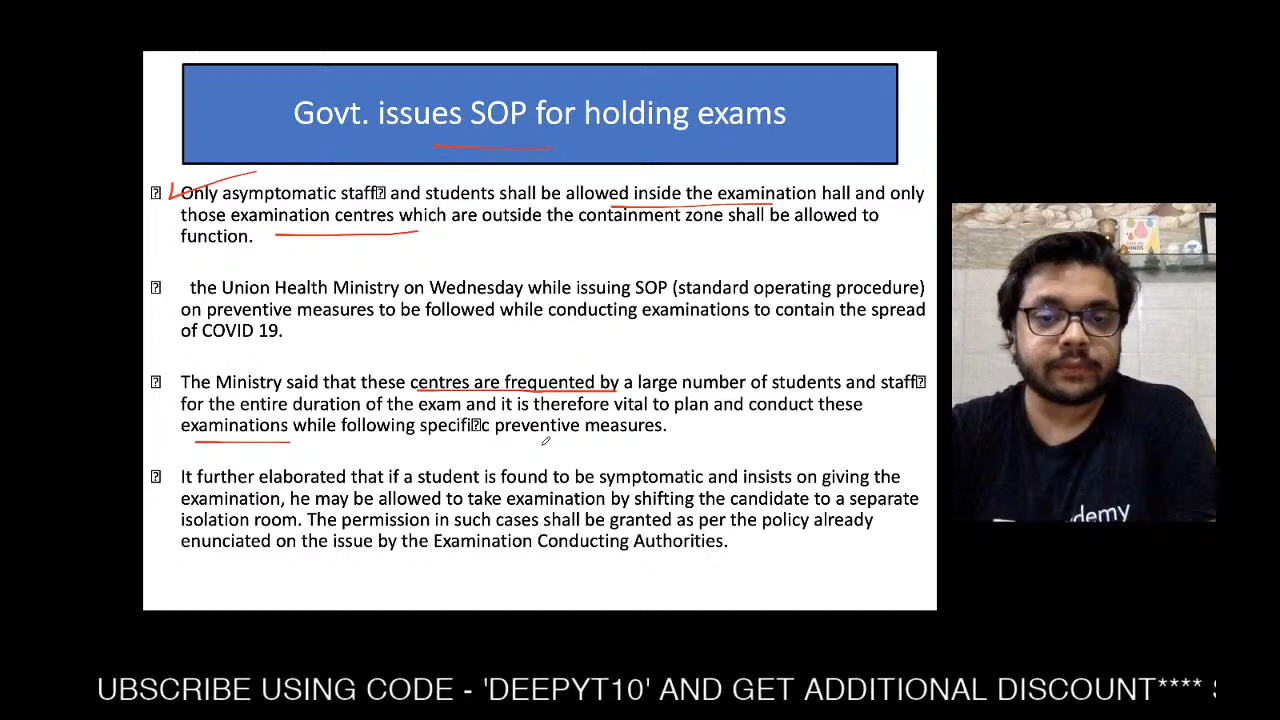 Govt. issues SOP for holding exams
Only asymptomatic staff and students shall be allowed inside the examination hall and only
those examination centres which are outside the containment zone shall be allowed to
function.
the Union Health Ministry on Wednesday while issuing SOP (standard operating procedure)
on preventive measures to be followed while conducting examinations to contain the spread
of COVID 19.
The Ministry said that these centres are frequented by a large number of students and staff
for the entire duration of the exam and it is therefore vital to plan and conduct these
examinations while following specifi⍰c preventive measures.
It further elaborated that if a student is found to be symptomatic and insists on giving the
examination, he may be allowed to take examination by shifting the candidate to a separate
isolation room. The permission in such cases shall be granted as per the policy already
enunciated on the issue by the Examination Conducting Authorities.
ademy
UBSCRIBE USING CODE - 'DEEPYT10' AND GET ADDITIONAL DISCOUNT**** S